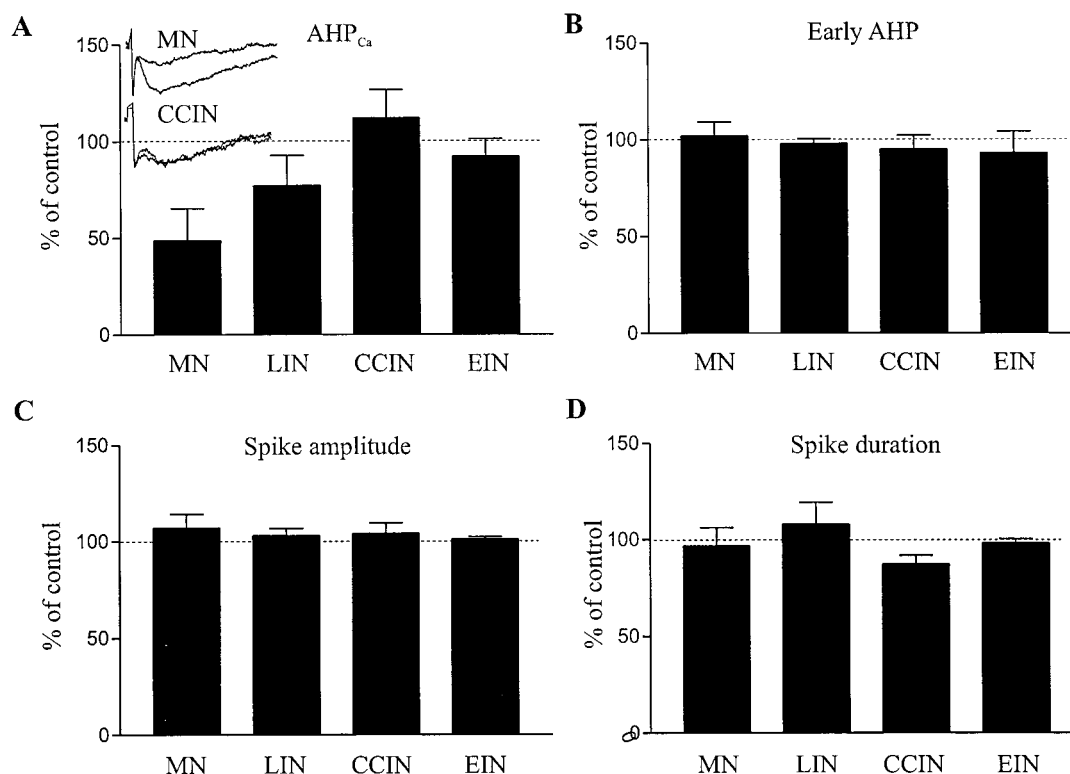 A
AHPCa
MN
CCIN
% of control
150
100
50
0
MN LIN CCIN EIN
B
Early AHP
% of control
150
100
50
0
MN LIN CCIN EIN
C
Spike amplitude
% of control
150
100
50
0
MN LIN CCIN EIN
D
Spike duration
% of control
150
100
50
0
MN LIN CCIN EIN